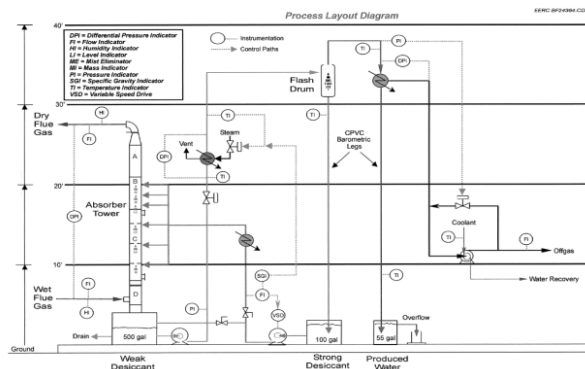 Process Layout Diagram
EERC BF24394.CDR
40'
DPI = Differential Pressure Indicator
FI = Flow Indicator
HI = Humidity Indicator
LI = Level Indicator
ME = Mist Eliminator
MI = Mass Indicator
PI = Pressure Indicator
SGI = Specific Gravity Indicator
TI = Temperature Indicator
VSD = Variable Speed Drive
Instrumentation
Control Paths
PI
TI
DPI
Flash
Drum
30'
HI
Dry
Flue
Gas
FI
TI
TI
Steam
Vent
CPVC
Barometric
Legs
A
DPI
TI
B
20'
Absorber
Tower
DPI
C
Coolant
TI
FI
Offgas
10'
SGI
TI
Water Recovery
Wet
Flue
Gas
FI
HI
D
FI
PI
VSD
Overflow
Drain
500 gal
100 gal
55 gal
Ground
Weak
Desiccant
Strong
Desiccant
Produced
Water